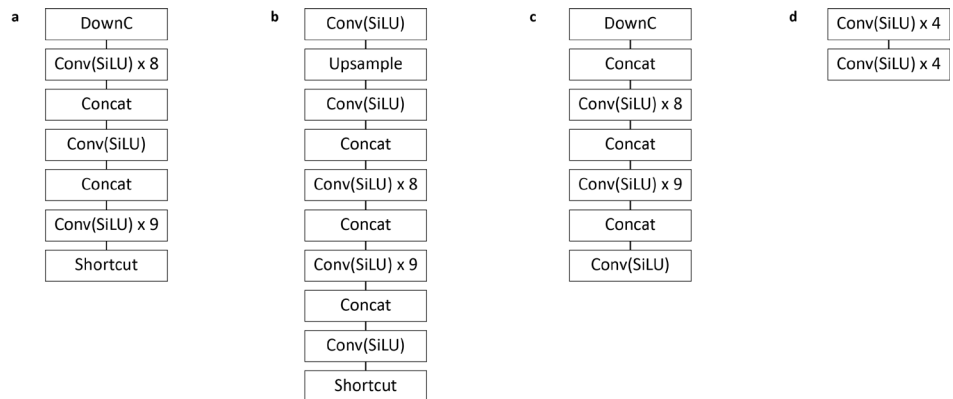 a
DownC
Conv(SiLU) x 8
Concat
Conv(SiLU)
Concat
Conv(SiLU) x 9
Shortcut
b
Conv(SiLU)
Upsample
Conv(SiLU)
Concat
Conv(SiLU) x 8
Concat
Conv(SiLU) x 9
Concat
Conv(SiLU)
Shortcut
c
DownC
Concat
Conv(SiLU) x 8
Concat
Conv(SiLU) x 9
Concat
Conv(SiLU)
d
Conv(SiLU) x 4
Conv(SiLU) x 4